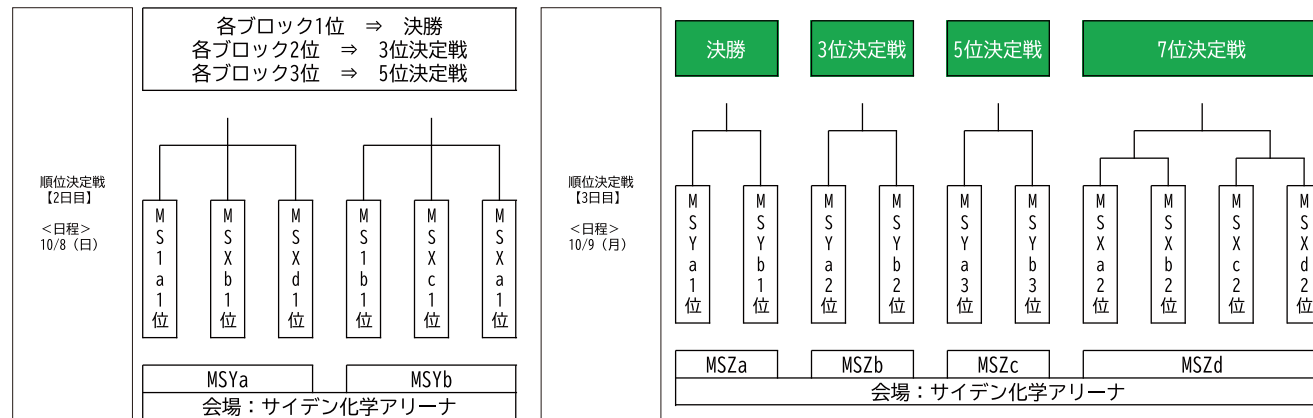 各ブロック1位 ⇒ 決勝
各ブロック2位 ⇒ 3位決定戦
各ブロック3位 ⇒ 5位決定戦
順位決定戦
【2日目】
<日程>
10/8（日）
MS1a1位
MSXb1位
MSXd1位
MS1b1位
MSXc1位
MSXa1位
MSYa
MSYb
会場：サイデン化学アリーナ
順位決定戦
【3日目】
<日程>
10/9（月）
決勝
3位決定戦
5位決定戦
7位決定戦
MSYa1位
MSYb1位
MSYa2位
MSYb2位
MSYa3位
MSYb3位
MSXa2位
MSXb2位
MSXc2位
MSXd2位
MSZa
MSZb
MSZc
MSZd
会場：サイデン化学アリーナ